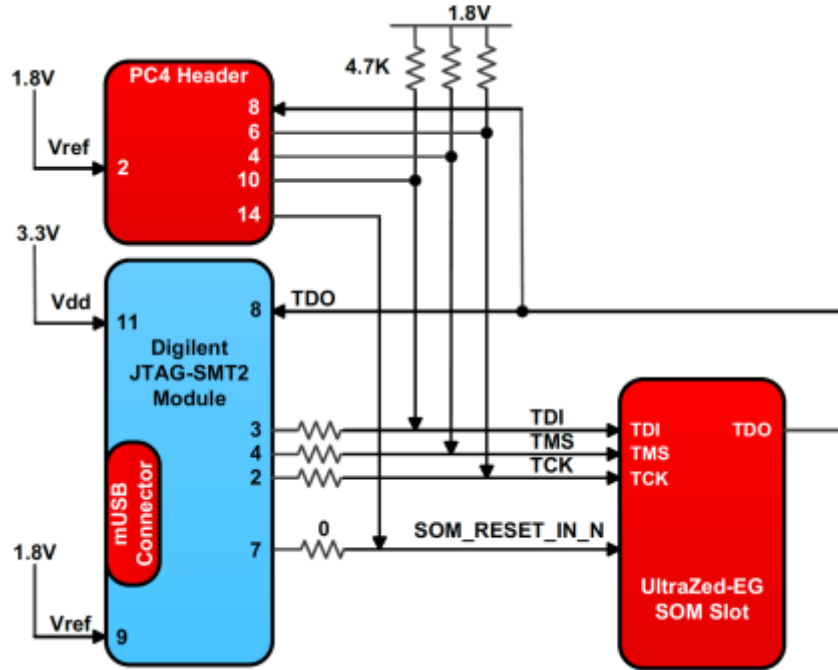 1.8V
4.7K
1.8V
PC4 Header
8
6
4
10
14
Vref
2
3.3V
Vdd
11
8
TDO
Digilent
JTAG-SMT2
Module
3
4
2
7
TDI
TMS
TCK
0
SOM_RESET_IN_N
mUSB
Connector
1.8V
Vref
9
TDI
TMS
TCK
TDO
UltraZed-EG
SOM Slot